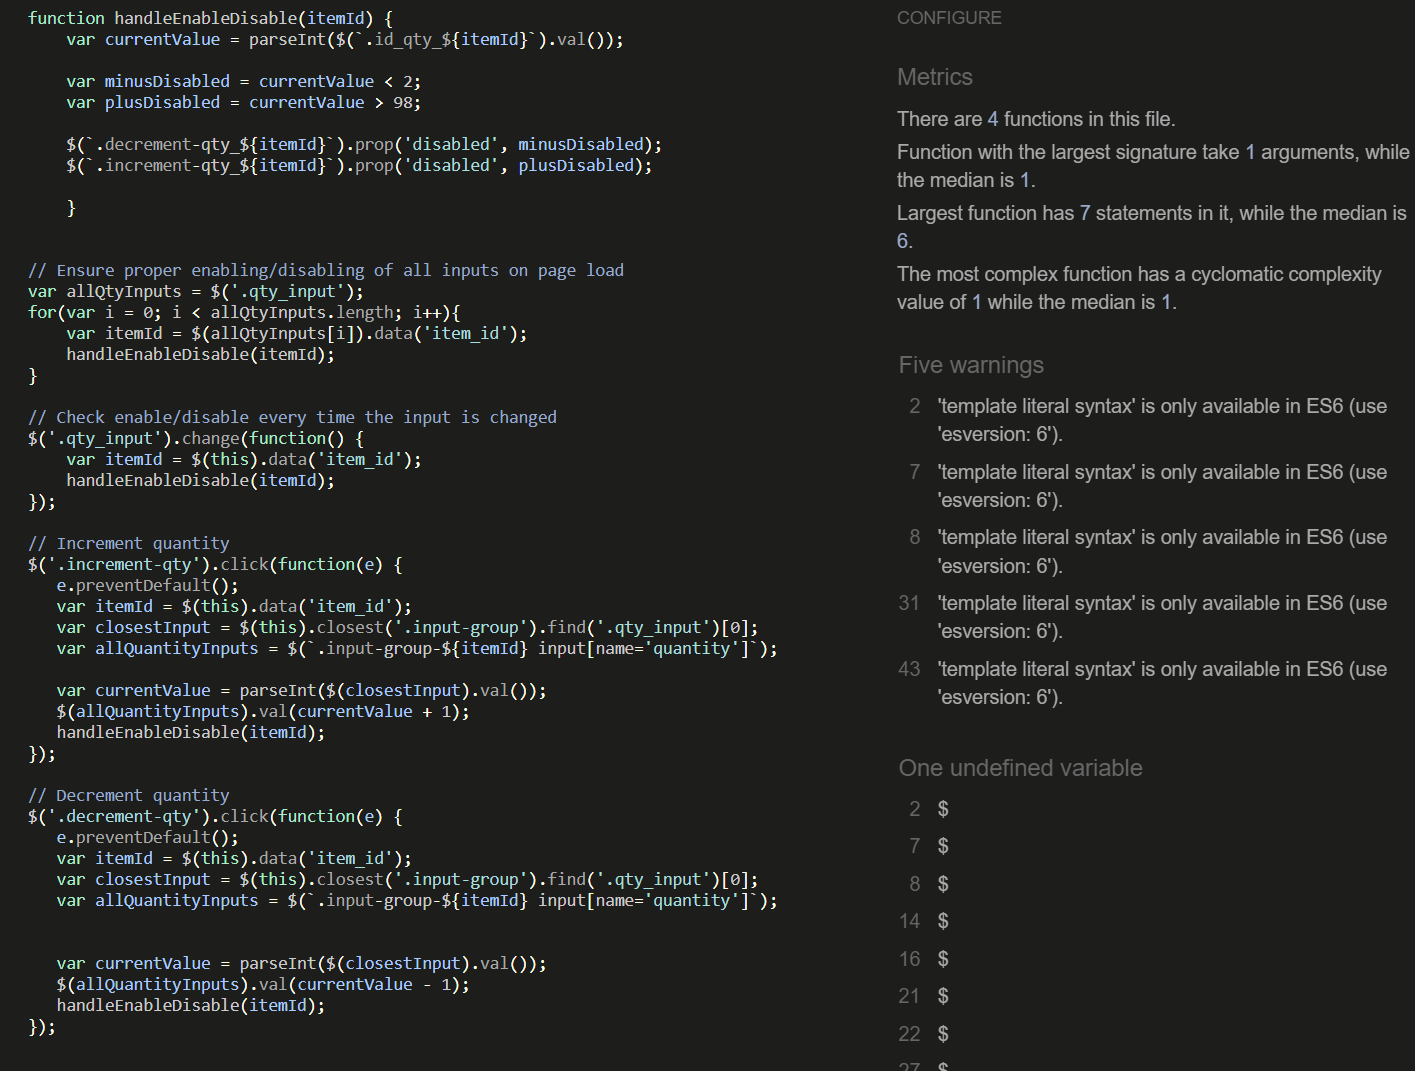 function handleEnableDisable(itemId) {
    var currentValue = parseInt($(`.id_qty_${itemId}`).val());

    var minusDisabled = currentValue < 2;
    var plusDisabled = currentValue > 98;

    $(`.decrement-qty_${itemId}`).prop('disabled', minusDisabled);
    $(`.increment-qty_${itemId}`).prop('disabled', plusDisabled);

    }

// Ensure proper enabling/disabling of all inputs on page load
var allQtyInputs = $('.qty_input');
for(var i = 0; i < allQtyInputs.length; i++){
    var itemId = $(allQtyInputs[i]).data('item_id');
    handleEnableDisable(itemId);
}

// Check enable/disable every time the input is changed
$('.qty_input').change(function() {
    var itemId = $(this).data('item_id');
    handleEnableDisable(itemId);
});

// Increment quantity
$('.increment-qty').click(function(e) {
   e.preventDefault();
   var itemId = $(this).data('item_id');
   var closestInput = $(this).closest('.input-group').find('.qty_input')[0];
   var allQuantityInputs = $(`.input-group-${itemId} input[name='quantity']`);

   var currentValue = parseInt($(closestInput).val());
   $(allQuantityInputs).val(currentValue + 1);
   handleEnableDisable(itemId);
});

// Decrement quantity
$('.decrement-qty').click(function(e) {
   e.preventDefault();
   var itemId = $(this).data('item_id');
   var closestInput = $(this).closest('.input-group').find('.qty_input')[0];
   var allQuantityInputs = $(`.input-group-${itemId} input[name='quantity']`);

   var currentValue = parseInt($(closestInput).val());
   $(allQuantityInputs).val(currentValue - 1);
   handleEnableDisable(itemId);
});
CONFIGURE
Metrics
There are 4 functions in this file.
Function with the largest signature take 1 arguments, while
the median is 1.
Largest function has 7 statements in it, while the median is
6.
The most complex function has a cyclomatic complexity
value of 1 while the median is 1.
Five warnings
2 'template literal syntax' is only available in ES6 (use
'esversion: 6').
7 'template literal syntax' is only available in ES6 (use
'esversion: 6').
8 'template literal syntax' is only available in ES6 (use
'esversion: 6').
31 'template literal syntax' is only available in ES6 (use
'esversion: 6').
43 'template literal syntax' is only available in ES6 (use
'esversion: 6').
One undefined variable
2 $
7 $
8 $
14 $
16 $
21 $
22 $
27 $